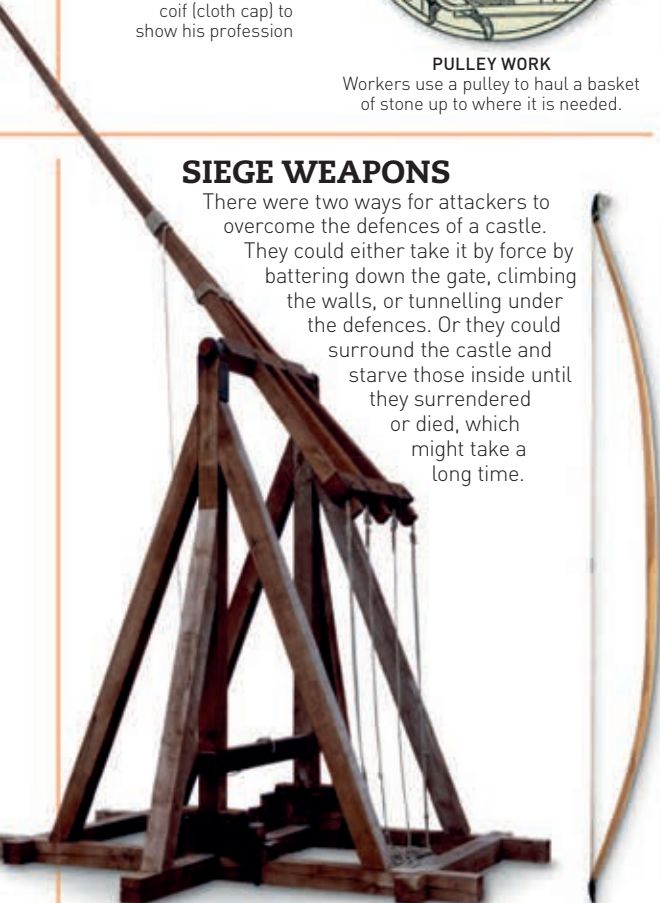 coif (cloth cap) to
show his profession
PULLEY WORK
Workers use a pulley to haul a basket
of stone up to where it is needed.
SIEGE WEAPONS
There were two ways for attackers to
overcome the defences of a castle.
They could either take it by force by
battering down the gate, climbing
the walls, or tunnelling under
the defences. Or they could
surround the castle and
starve those inside until
they surrendered
or died, which
might take a
long time.